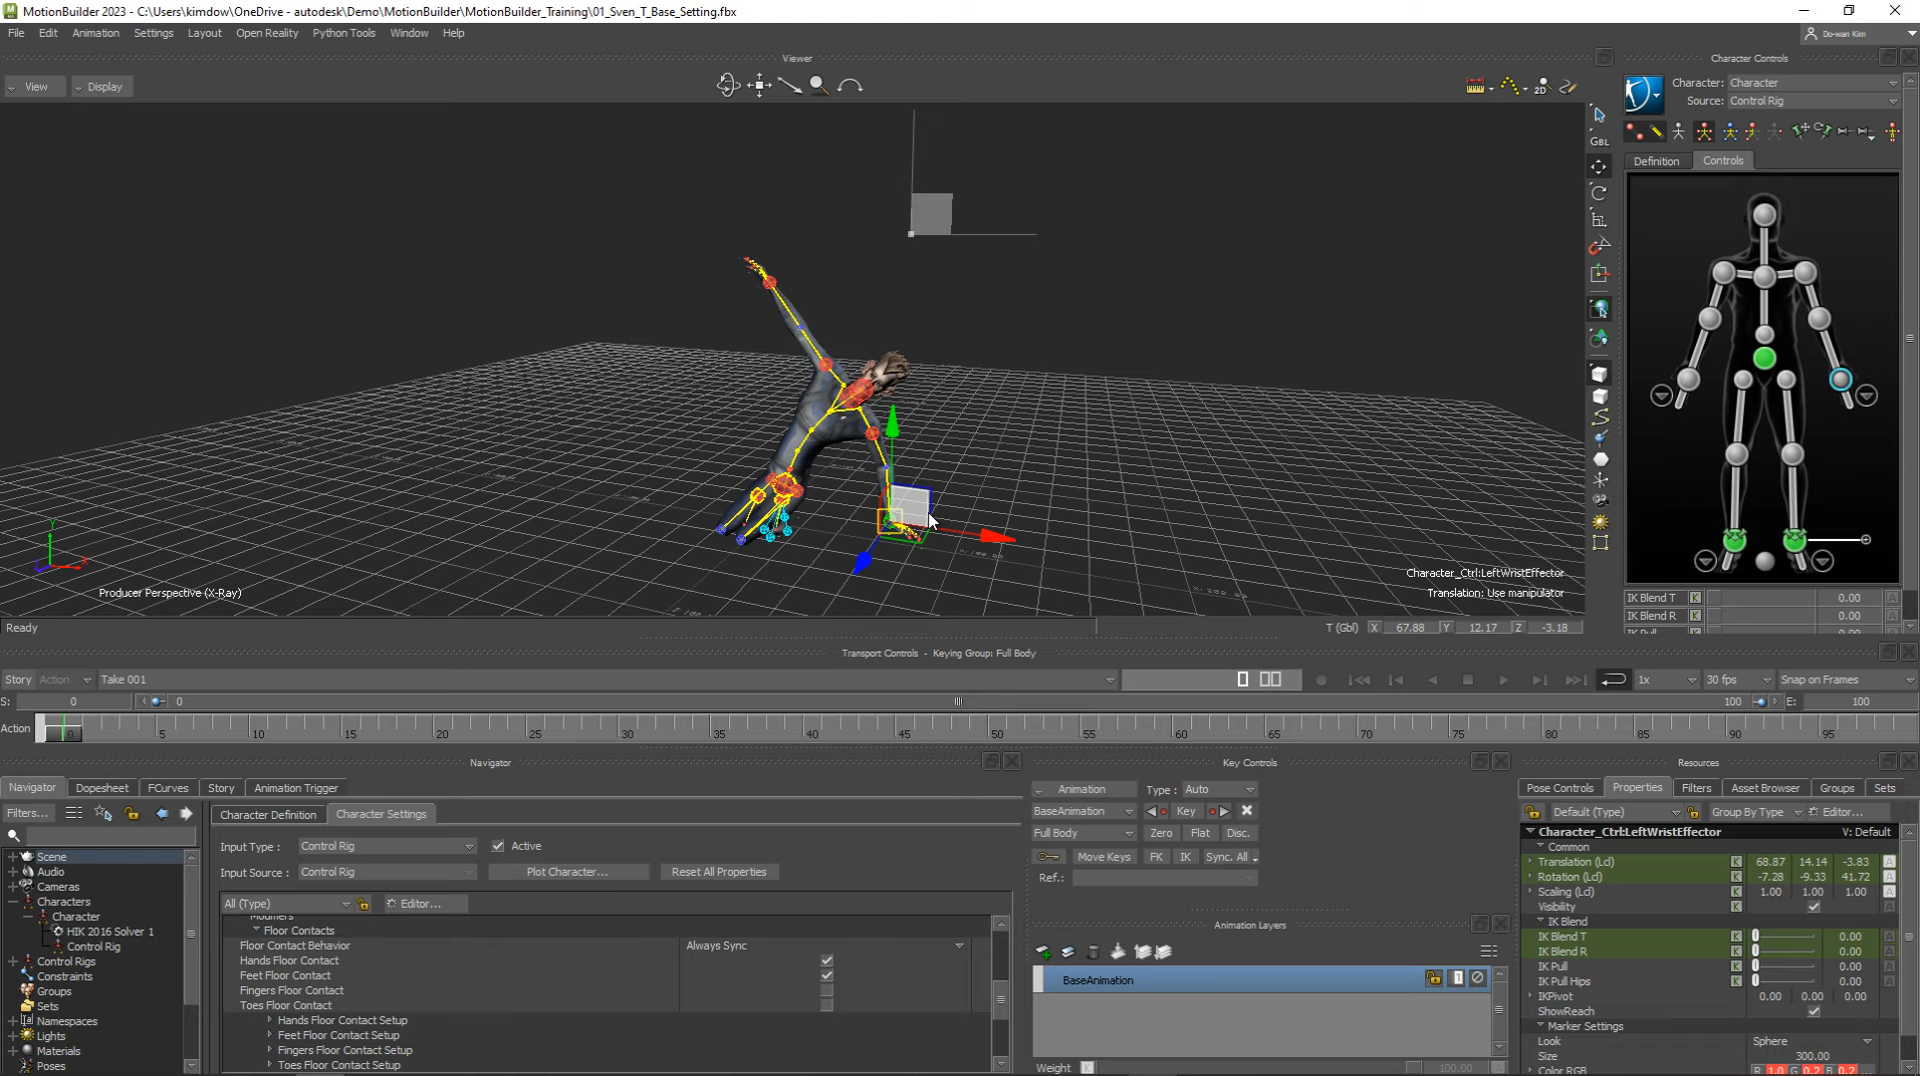 MotionBuilder 2023 - C:\Users\kimdow\OneDrive - autodesk\Demo\MotionBuilder\MotionBuilder_Training\01_Sven_T_Base_Setting.fbx
File Edit Animation Settings Layout Open Reality Python Tools Window Help
Do-wan Kim
Viewer
Character Controls
View Display
2D
Character: Character
Source: Control Rig
GBL
Definition Controls
Y
X
Producer Perspective (X-Ray)
Character_Ctrl:LeftWristEffector
Translation: Use manipulator
IK Blend T K 0.00 A
IK Blend R K 0.00 A
Ready
T (Gbl) X 67.88 Y 12.17 Z -3.18
Transport Controls - Keying Group: Full Body
Story Action Take 001
1x 30 fps Snap on Frames
S: 0 0 100 E: 100
Action 0 5 10 15 20 25 30 35 40 45 50 55 60 65 70 75 80 85 90 95
Navigator
Key Controls
Resources
Navigator Dopesheet FCurves Story Animation Trigger
Filters...
Scene
Audio
Cameras
Characters
Character
HIK 2016 Solver 1
Control Rig
Control Rigs
Constraints
Groups
Sets
Namespaces
Lights
Materials
Poses
Character Definition Character Settings
Input Type : Control Rig Active
Input Source : Control Rig Plot Character... Reset All Properties
All (Type) Editor...
Modifiers
Floor Contacts
Floor Contact Behavior Always Sync
Hands Floor Contact
Feet Floor Contact
Fingers Floor Contact
Toes Floor Contact
Hands Floor Contact Setup
Feet Floor Contact Setup
Fingers Floor Contact Setup
Toes Floor Contact Setup
Animation Type : Auto
BaseAnimation Key
Full Body Zero Flat Disc.
Move Keys FK IK Sync. All
Ref.:
Animation Layers
BaseAnimation
Weight K 100.00
Pose Controls Properties Filters Asset Browser Groups Sets
Default (Type) Group By Type Editor...
Character_Ctrl:LeftWristEffector V: Default
Common
Translation (Lcl) K 68.87 14.14 -3.83 A
Rotation (Lcl) K -7.28 -9.33 41.72 A
Scaling (Lcl) K 1.00 1.00 1.00 A
Visibility K A
IK Blend
IK Blend T K 0.00 A
IK Blend R K 0.00 A
IK Pull K 0.00 A
IK Pull Hips K 0.00 A
IKPivot 0.00 0.00 0.00
ShowReach
Marker Settings
Look Sphere
Size 300.00
Color RGB R 1.0 G 0.2 B 0.2